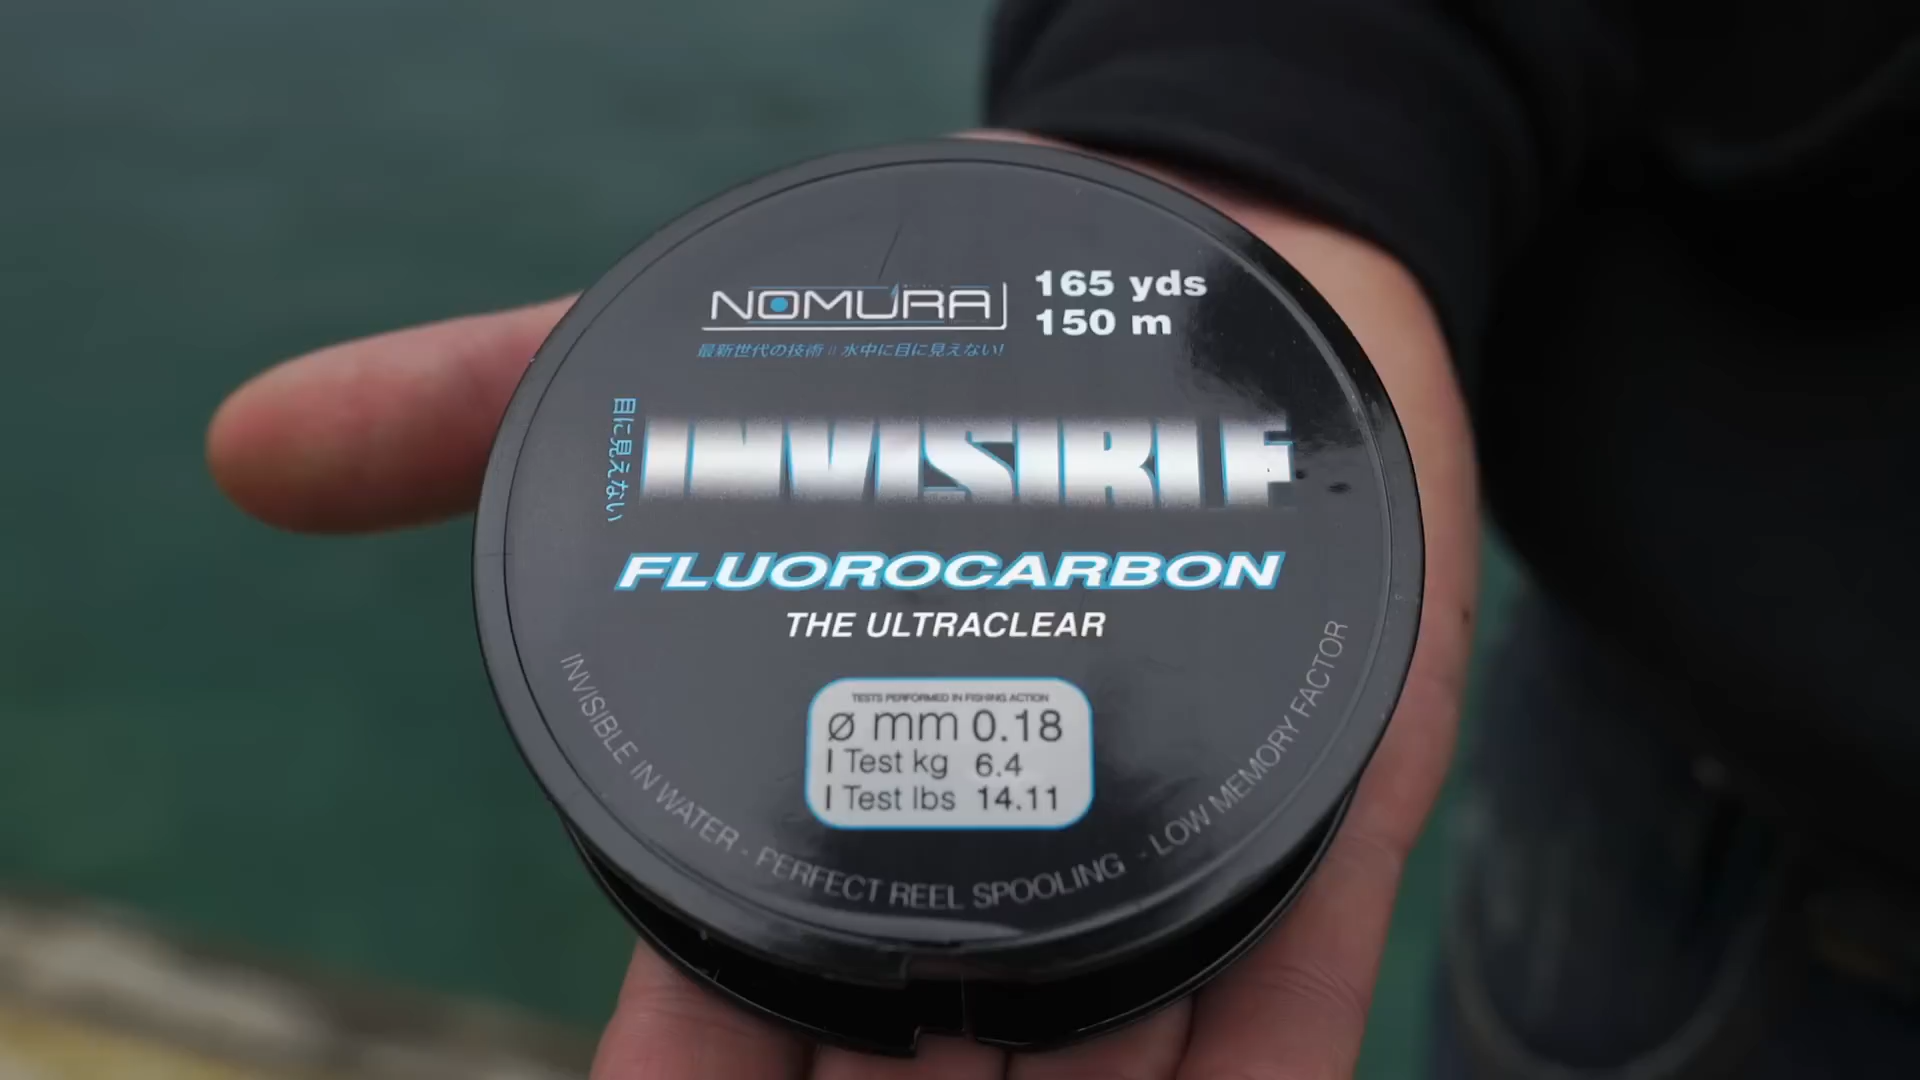 NOMURA
165 yds
150 m
最新世代の技術 // 水中に目に見えない!
目に見えない
INVISIBLE
FLUOROCARBON
THE ULTRACLEAR
TESTS PERFORMED IN FISHING ACTION
Ø mm 0.18
I Test kg 6.4
I Test lbs 14.11
INVISIBLE IN WATER - PERFECT REEL SPOOLING - LOW MEMORY FACTOR